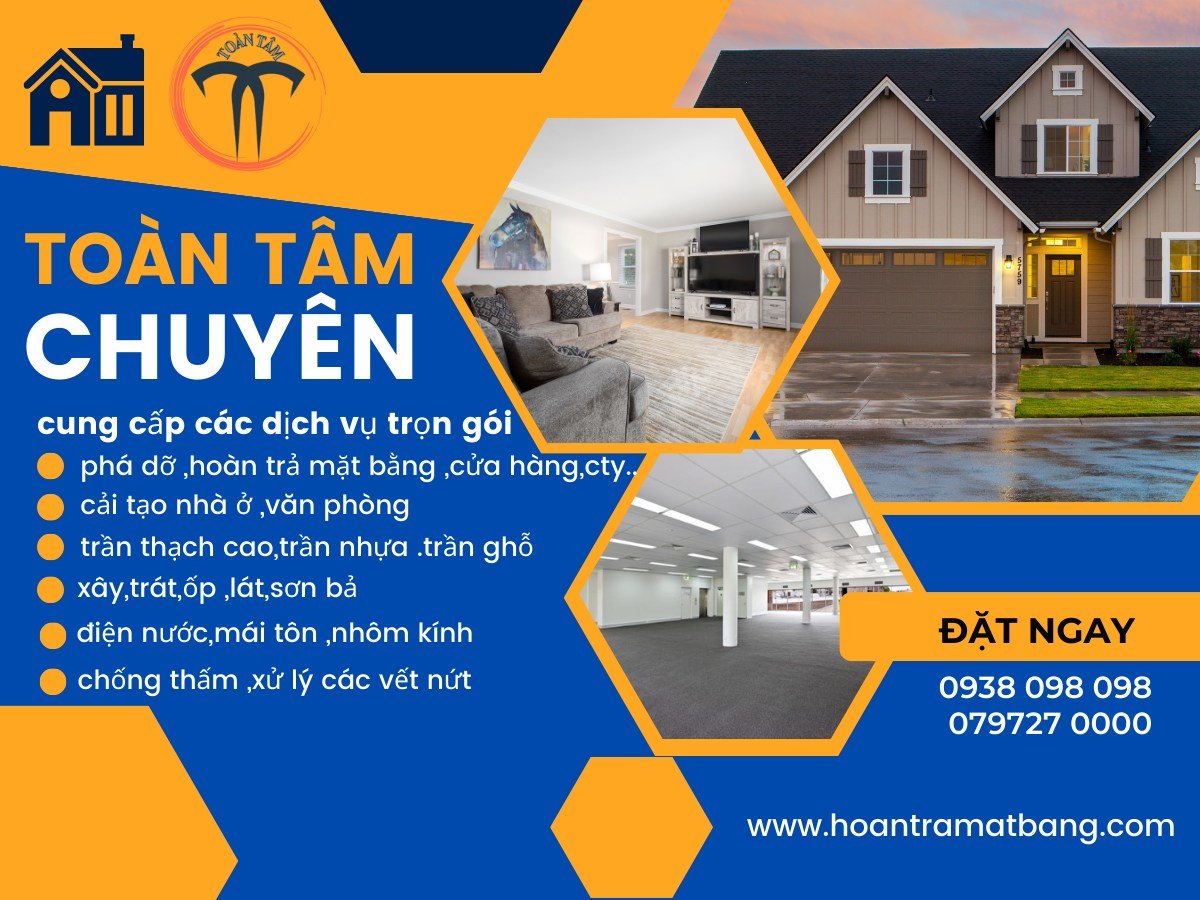 TOÀN TÂM
TOÀN TÂM
CHUYÊN
cung cấp các dịch vụ trọn gói
phá dỡ ,hoàn trả mặt bằng ,cửa hàng,cty..
cải tạo nhà ở ,văn phòng
trần thạch cao,trần nhựa .trần ghỗ
xây,trát,ốp ,lát,sơn bả
điện nước,mái tôn ,nhôm kính
chống thấm ,xử lý các vết nứt
5759
ĐẶT NGAY
0938 098 098
079727 0000
www.hoantramatbang.com